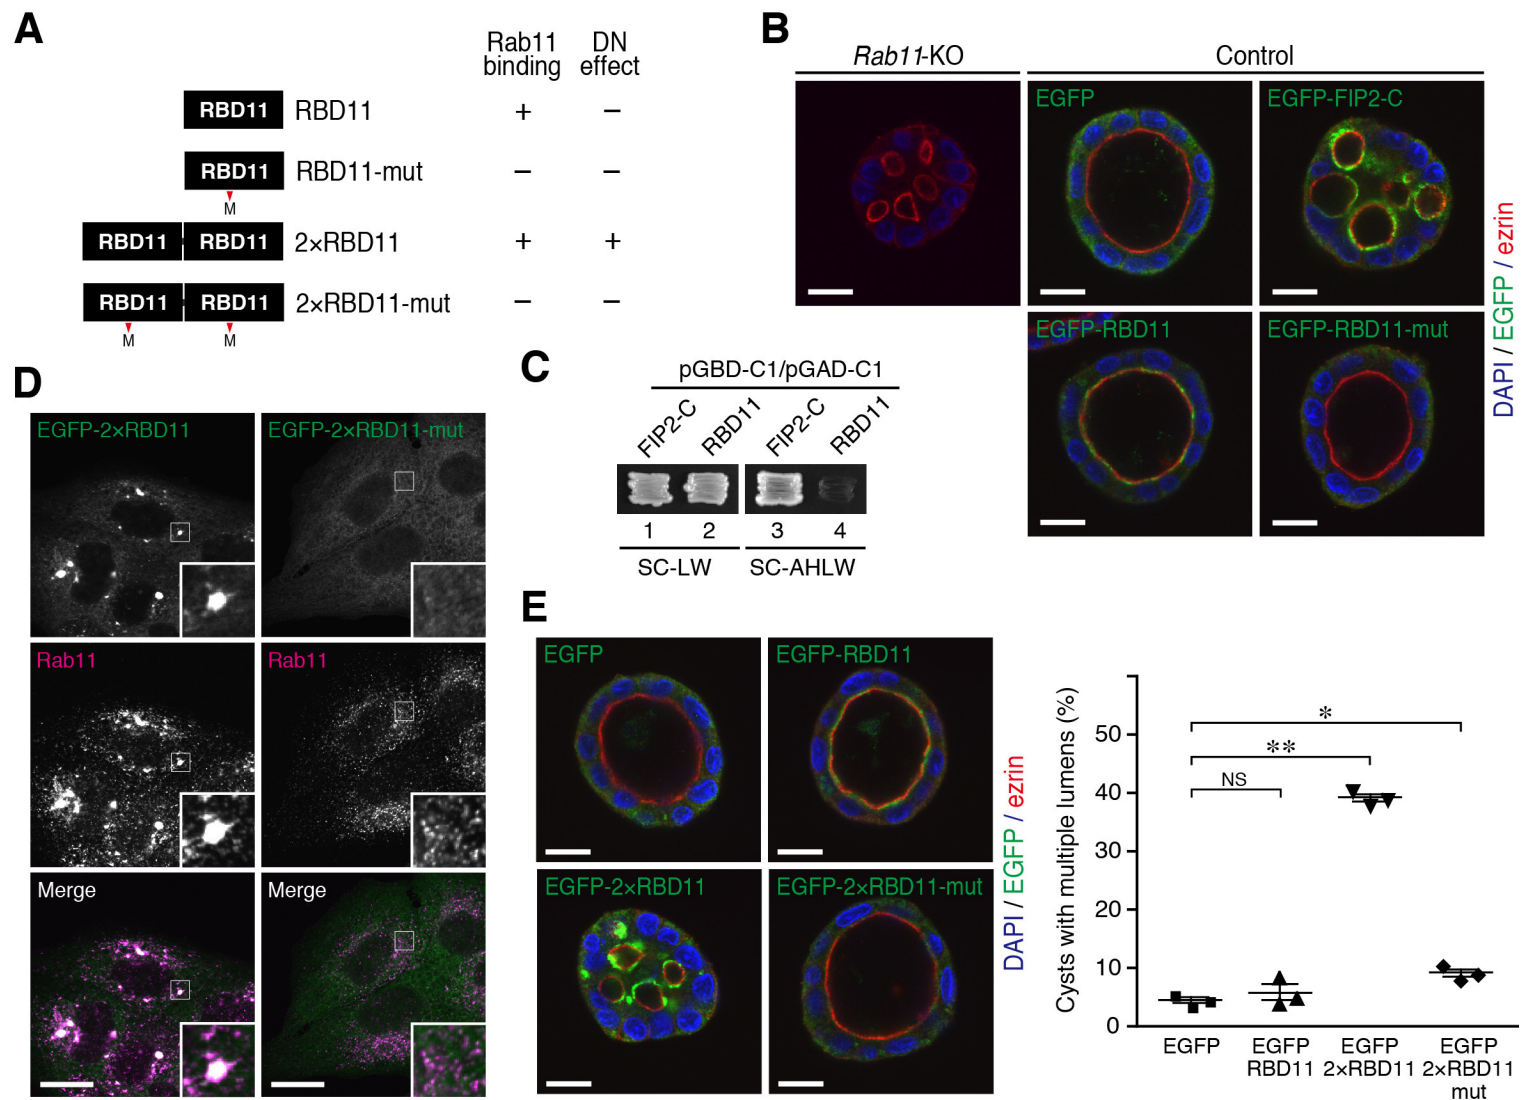 A
Rab11 binding
DN effect
RBD11 RBD11 + −
RBD11 RBD11-mut − −
M
RBD11 RBD11 2×RBD11 + +
RBD11 RBD11 2×RBD11-mut − −
M M
B
Rab11-KO
Control
EGFP
EGFP-FIP2-C
EGFP-RBD11
EGFP-RBD11-mut
DAPI / EGFP / ezrin
C
pGBD-C1/pGAD-C1
FIP2-C RBD11 FIP2-C RBD11
1 2 3 4
SC-LW SC-AHLW
D
EGFP-2×RBD11
EGFP-2×RBD11-mut
Rab11
Rab11
Merge
Merge
E
EGFP
EGFP-RBD11
EGFP-2×RBD11
EGFP-2×RBD11-mut
DAPI / EGFP / ezrin
Cysts with multiple lumens (%)
50
40
30
20
10
0
*
**
NS
EGFP
EGFP RBD11
EGFP 2×RBD11
EGFP 2×RBD11 mut